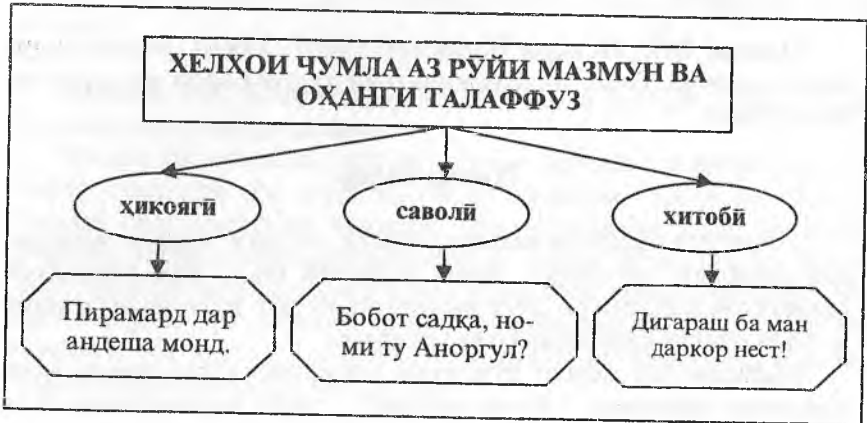 ХЕЛҲОИ ҶУМЛА АЗ РӮЙИ МАЗМУН ВА
ОҲАНГИ ТАЛАФФУЗ
ҳикоягӣ
саволӣ
хитобӣ
Пирамард дар
андеша монд.
Бобот садқа, но-
ми ту Аноргул?
Дигараш ба ман
даркор нест!